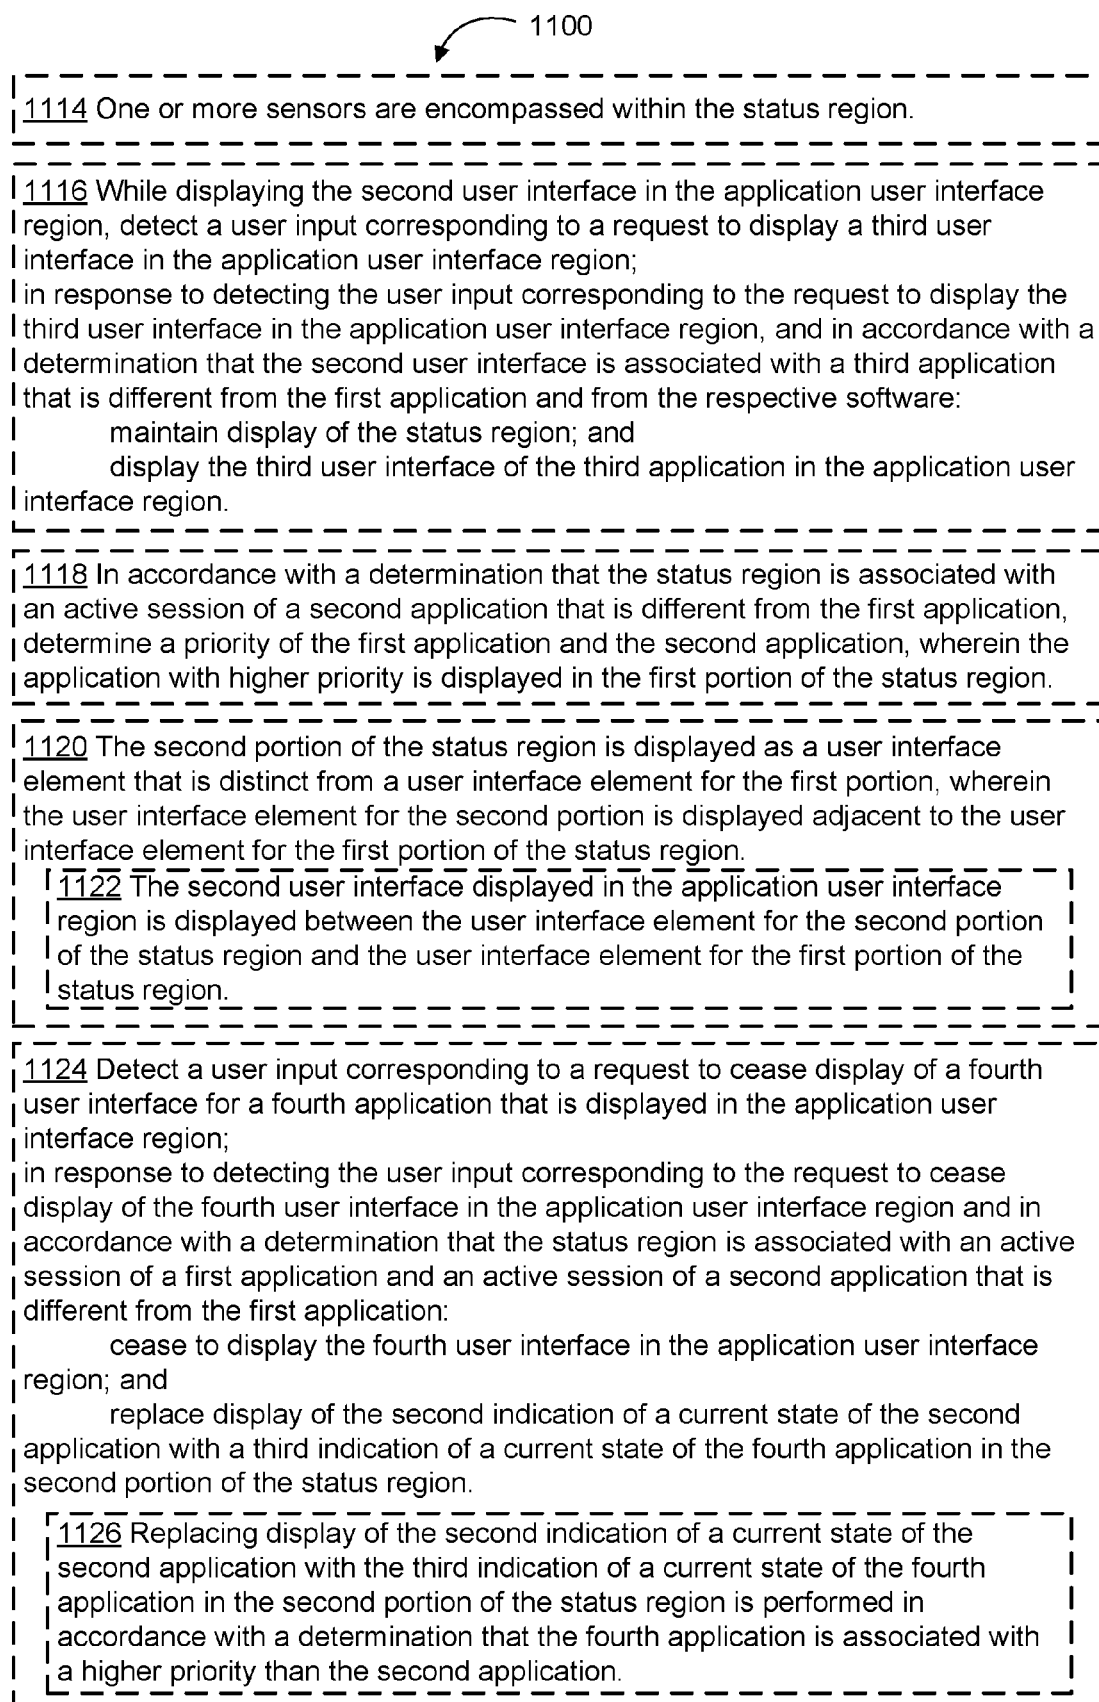 1100
1114 One or more sensors are encompassed within the status region.
1116 While displaying the second user interface in the application user interface
region, detect a user input corresponding to a request to display a third user
interface in the application user interface region;
in response to detecting the user input corresponding to the request to display the
third user interface in the application user interface region, and in accordance with a
determination that the second user interface is associated with a third application
that is different from the first application and from the respective software:
maintain display of the status region; and
display the third user interface of the third application in the application user
interface region.
1118 In accordance with a determination that the status region is associated with
an active session of a second application that is different from the first application,
determine a priority of the first application and the second application, wherein the
application with higher priority is displayed in the first portion of the status region.
1120 The second portion of the status region is displayed as a user interface
element that is distinct from a user interface element for the first portion, wherein
the user interface element for the second portion is displayed adjacent to the user
interface element for the first portion of the status region.
1122 The second user interface displayed in the application user interface
region is displayed between the user interface element for the second portion
of the status region and the user interface element for the first portion of the
status region.
1124 Detect a user input corresponding to a request to cease display of a fourth
user interface for a fourth application that is displayed in the application user
interface region;
in response to detecting the user input corresponding to the request to cease
display of the fourth user interface in the application user interface region and in
accordance with a determination that the status region is associated with an active
session of a first application and an active session of a second application that is
different from the first application:
cease to display the fourth user interface in the application user interface
region; and
replace display of the second indication of a current state of the second
application with a third indication of a current state of the fourth application in the
second portion of the status region.
1126 Replacing display of the second indication of a current state of the
second application with the third indication of a current state of the fourth
application in the second portion of the status region is performed in
accordance with a determination that the fourth application is associated with
a higher priority than the second application.